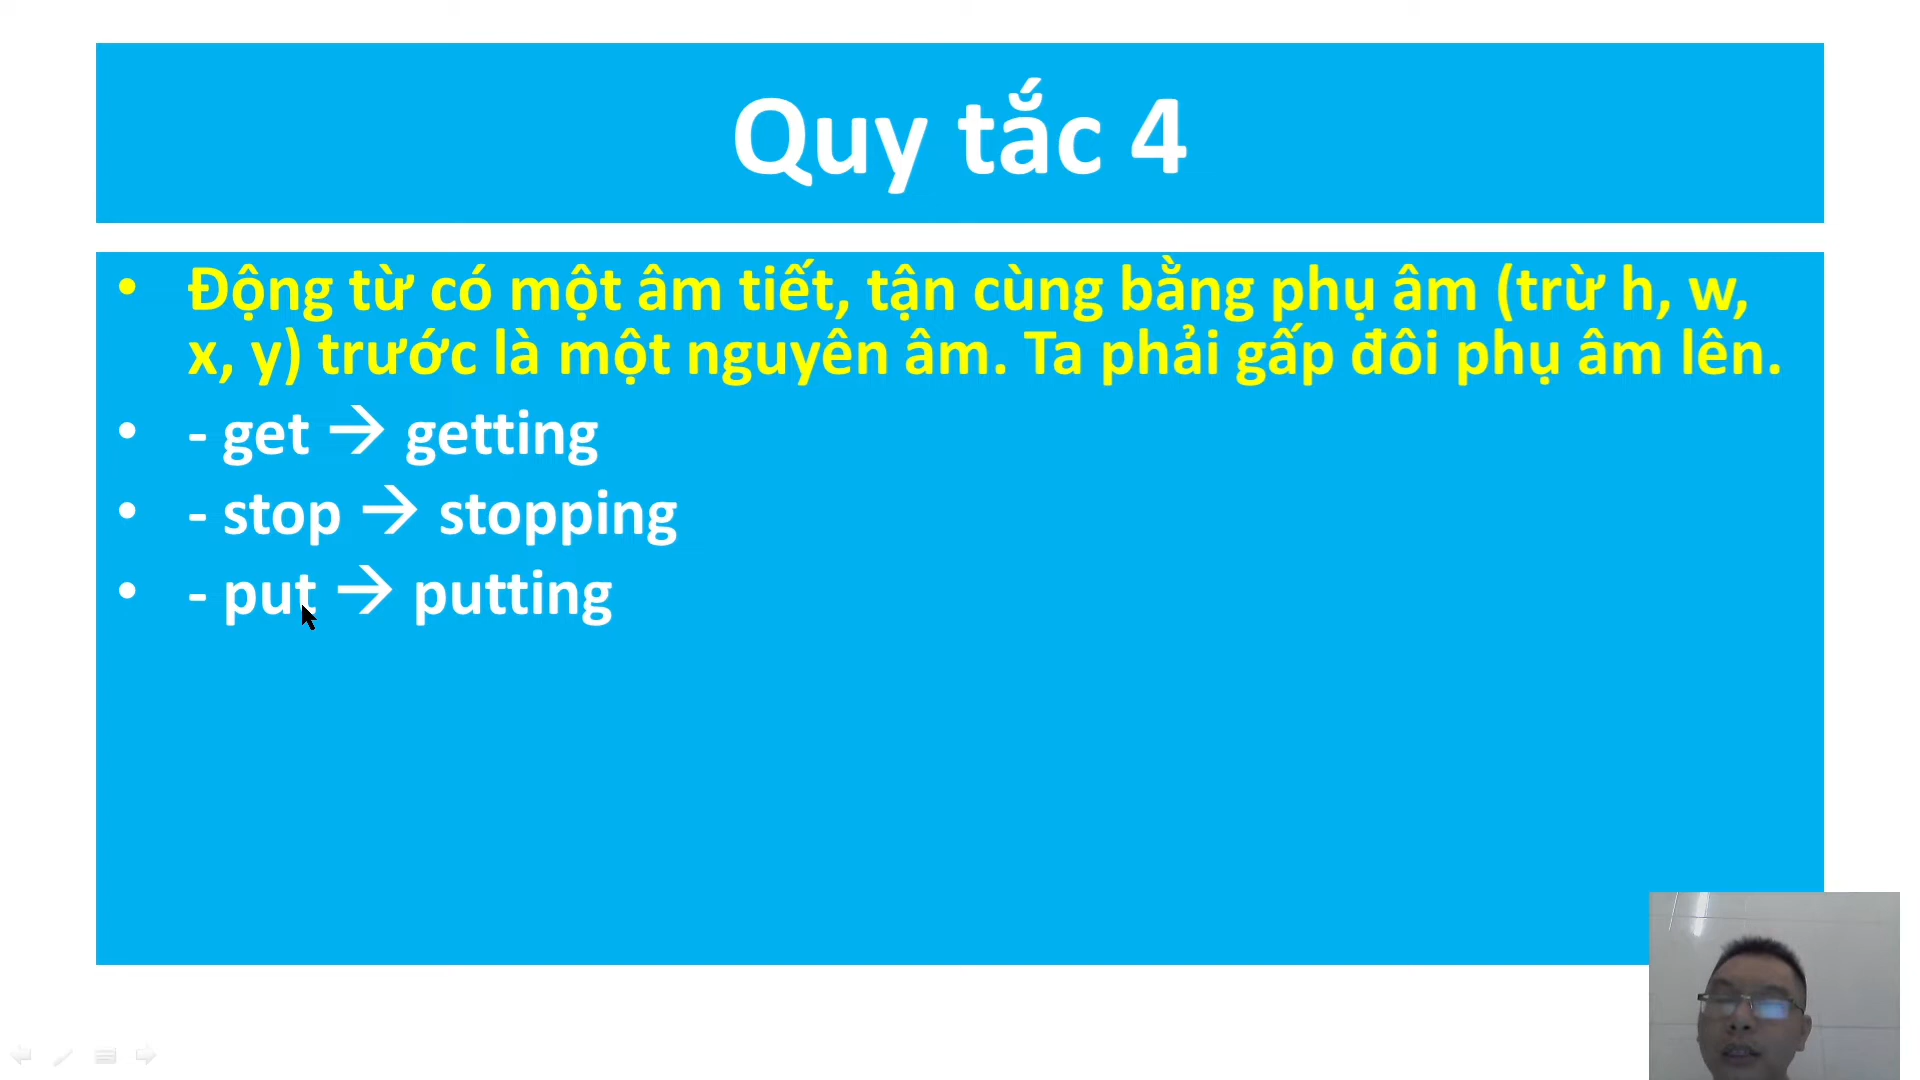 Quy tắc 4
• Động từ có một âm tiết, tận cùng bằng phụ âm (trừ h, w,
x, y) trước là một nguyên âm. Ta phải gấp đôi phụ âm lên.
• - get → getting
• - stop → stopping
• - put → putting